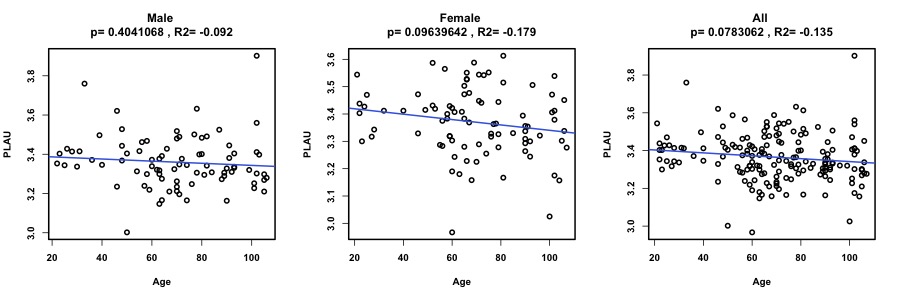 Male
p= 0.4041068 , R2= -0.092
PLAU
3.8
3.6
3.4
3.2
3.0
20 40 60 80 100
Age
Female
p= 0.09639642 , R2= -0.179
PLAU
3.6
3.5
3.4
3.3
3.2
3.1
3.0
20 40 60 80 100
Age
All
p= 0.0783062 , R2= -0.135
PLAU
3.8
3.6
3.4
3.2
3.0
20 40 60 80 100
Age